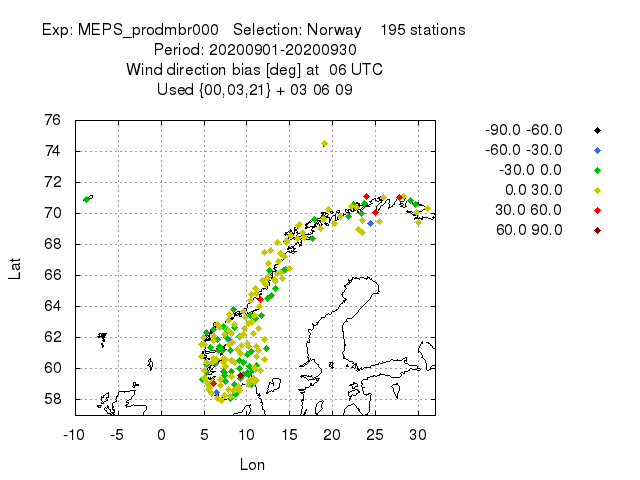 Exp: MEPS_prodmbr000 Selection: Norway 195 stations
Period: 20200901-20200930
Wind direction bias [deg] at 06 UTC
Used {00,03,21} + 03 06 09
76
74
72
70
68
66
64
62
60
58
-10 -5 0 5 10 15 20 25 30
Lat
Lon
-90.0 -60.0
-60.0 -30.0
-30.0 0.0
0.0 30.0
30.0 60.0
60.0 90.0